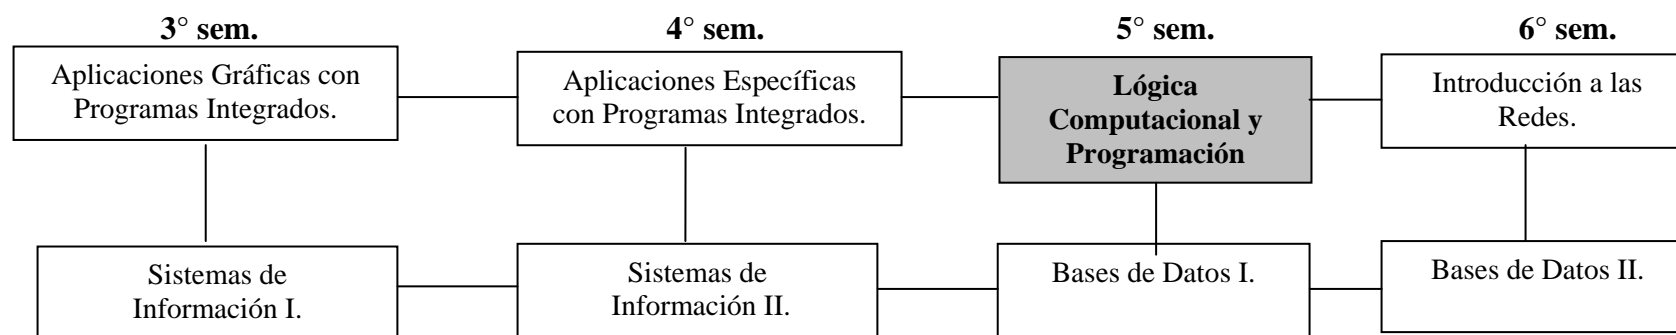 3° sem.
4° sem.
5° sem.
6° sem.
Aplicaciones Gráficas con
Programas Integrados.
Aplicaciones Específicas
con Programas Integrados.
Lógica
Computacional y
Programación
Introducción a las
Redes.
Sistemas de
Información I.
Sistemas de
Información II.
Bases de Datos I.
Bases de Datos II.